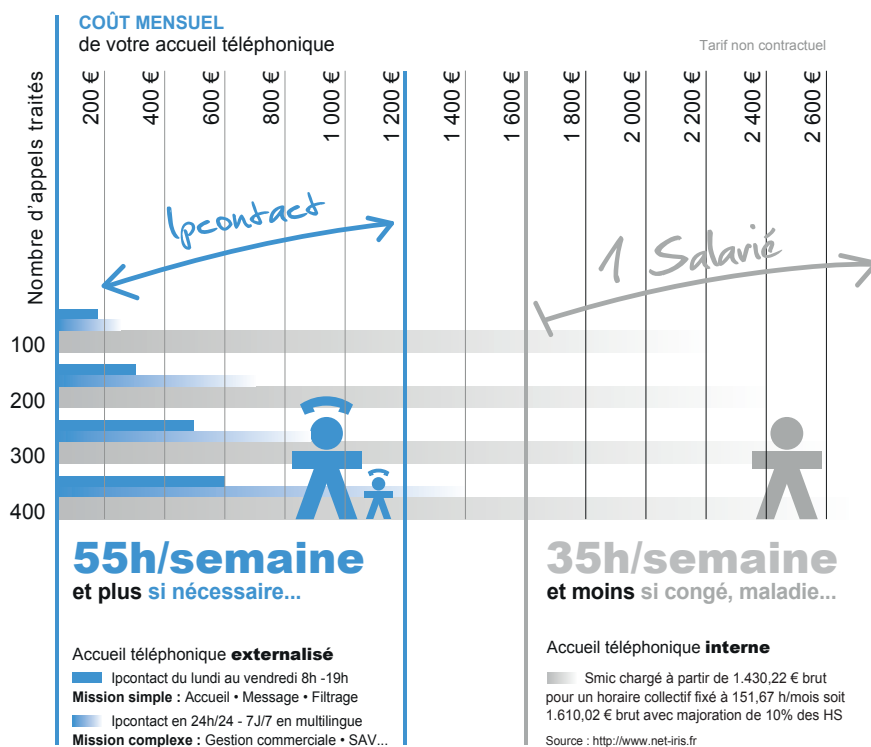 COÛT MENSUEL
de votre accueil téléphonique
Tarif non contractuel
Nombre d'appels traités
200 €
400 €
600 €
800 €
1 000 €
1 200 €
1 400 €
1 600 €
1 800 €
2 000 €
2 200 €
2 400 €
2 600 €
Ipcontact
1 Salarié
100
200
300
400
55h/semaine
et plus si nécessaire...
Accueil téléphonique externalisé
Ipcontact du lundi au vendredi 8h -19h
Mission simple : Accueil • Message • Filtrage
Ipcontact en 24h/24 - 7J/7 en multilingue
Mission complexe : Gestion commerciale • SAV...
35h/semaine
et moins si congé, maladie...
Accueil téléphonique interne
Smic chargé à partir de 1.430,22 € brut
pour un horaire collectif fixé à 151,67 h/mois soit
1.610,02 € brut avec majoration de 10% des HS
Source : http://www.net-iris.fr